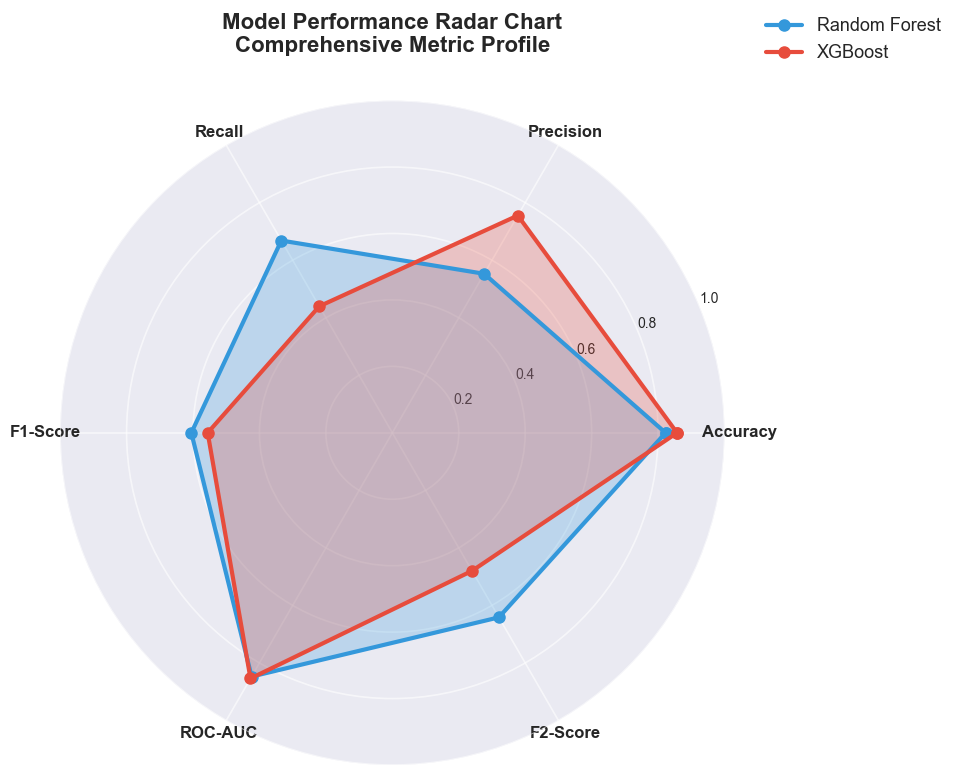 Model Performance Radar Chart
Comprehensive Metric Profile
Random Forest
XGBoost
Recall
Precision
1.0
0.8
0.6
0.4
0.2
F1-Score
Accuracy
ROC-AUC
F2-Score